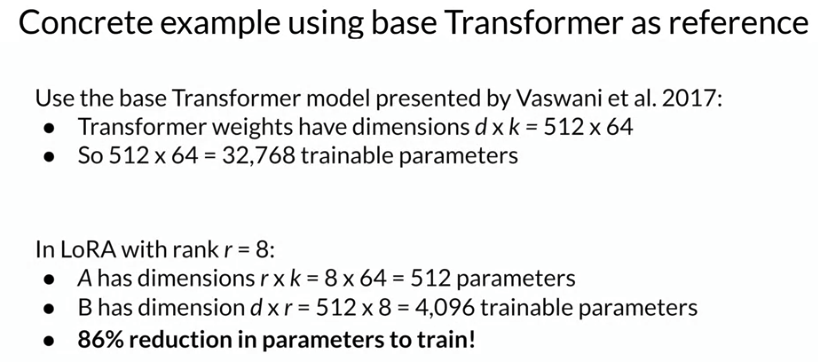 Concrete example using base Transformer as reference
Use the base Transformer model presented by Vaswani et al. 2017:
• Transformer weights have dimensions d x k = 512 x 64
• So 512 x 64 = 32,768 trainable parameters
In LoRA with rank r = 8:
• A has dimensions r x k = 8 x 64 = 512 parameters
• B has dimension d x r = 512 x 8 = 4,096 trainable parameters
• 86% reduction in parameters to train!